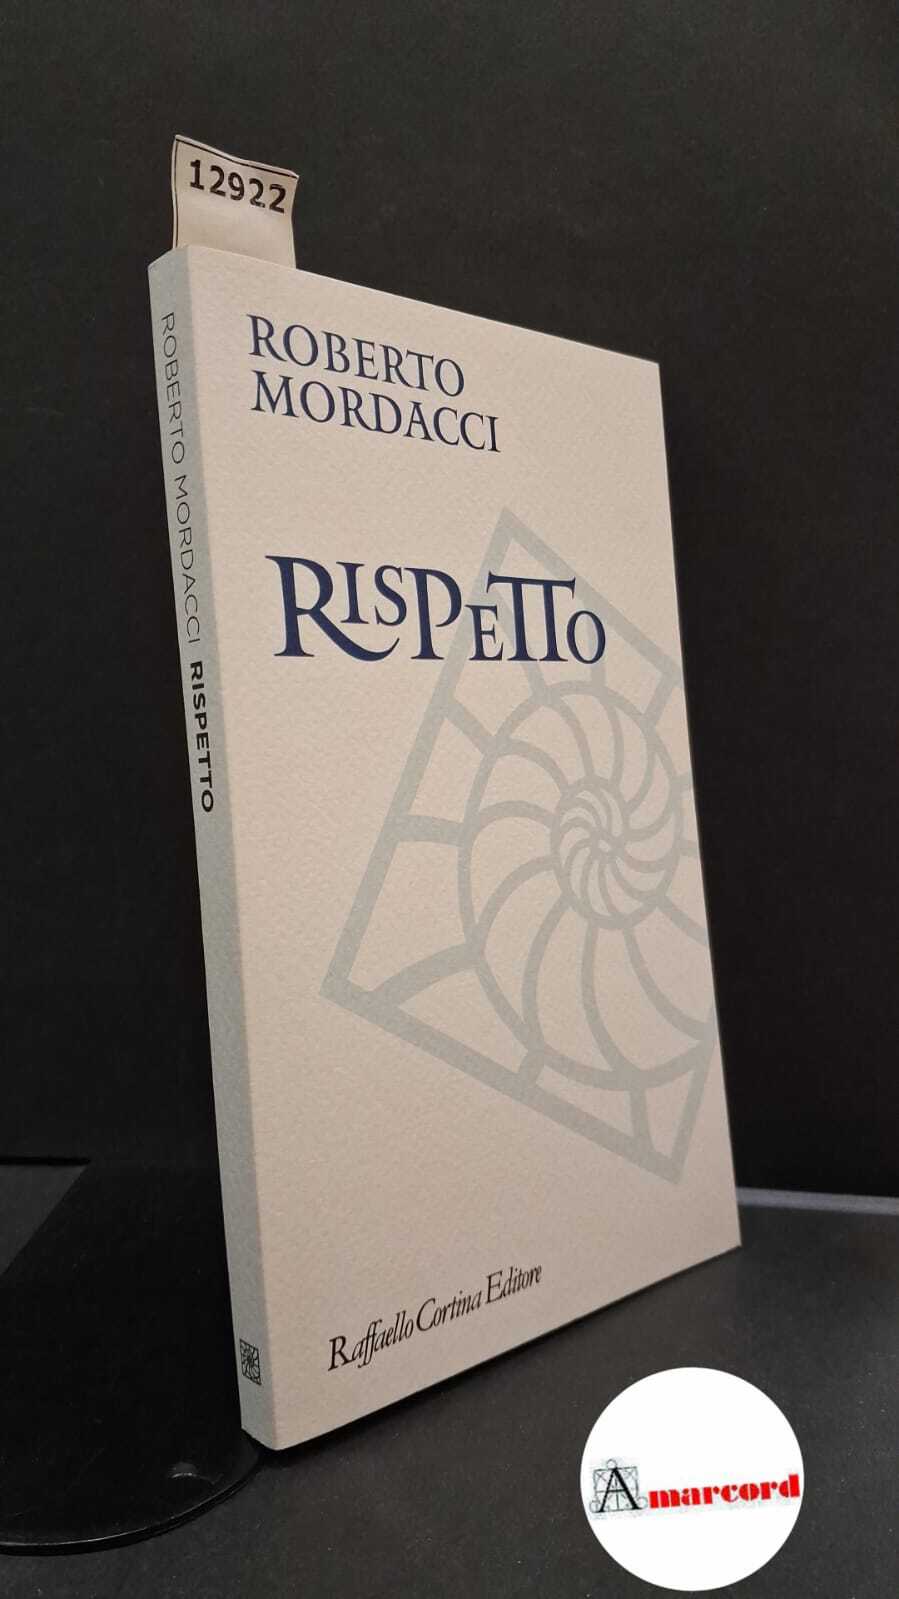 12922
ROBERTO
MORDACCI
RISPETTO
Raffaello Cortina Editore
ROBERTO MORDACCI RISPETTO
Amarcord